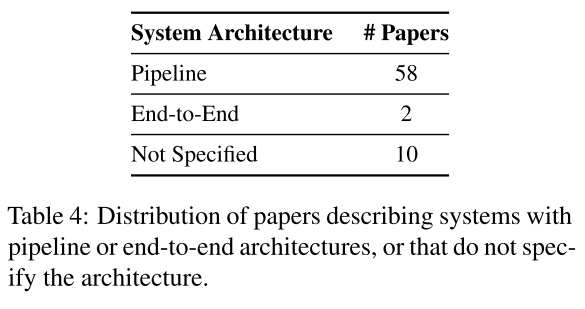 System Architecture # Papers
Pipeline 58
End-to-End 2
Not Specified 10
Table 4: Distribution of papers describing systems with
pipeline or end-to-end architectures, or that do not spec-
ify the architecture.